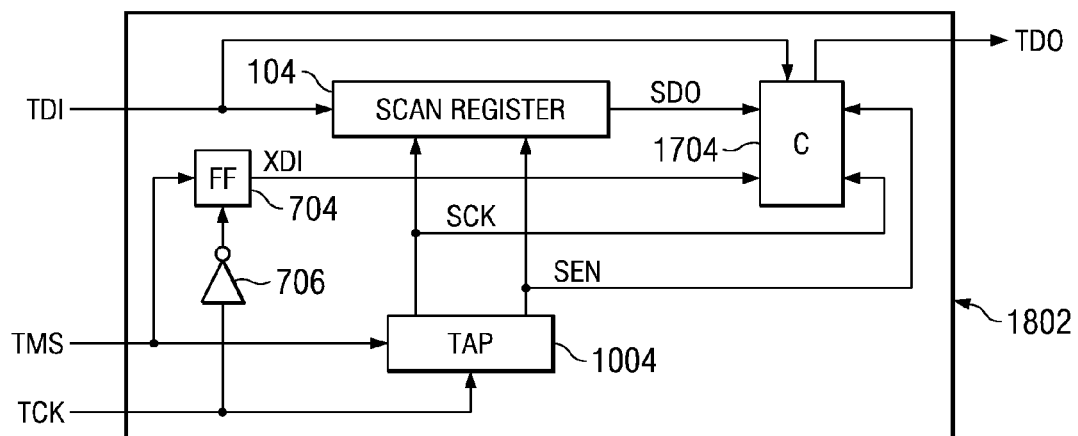 TDO
104
TDI
SCAN REGISTER
SDO
1704
C
XDI
FF
704
SCK
706
SEN
1802
TMS
TAP
1004
TCK